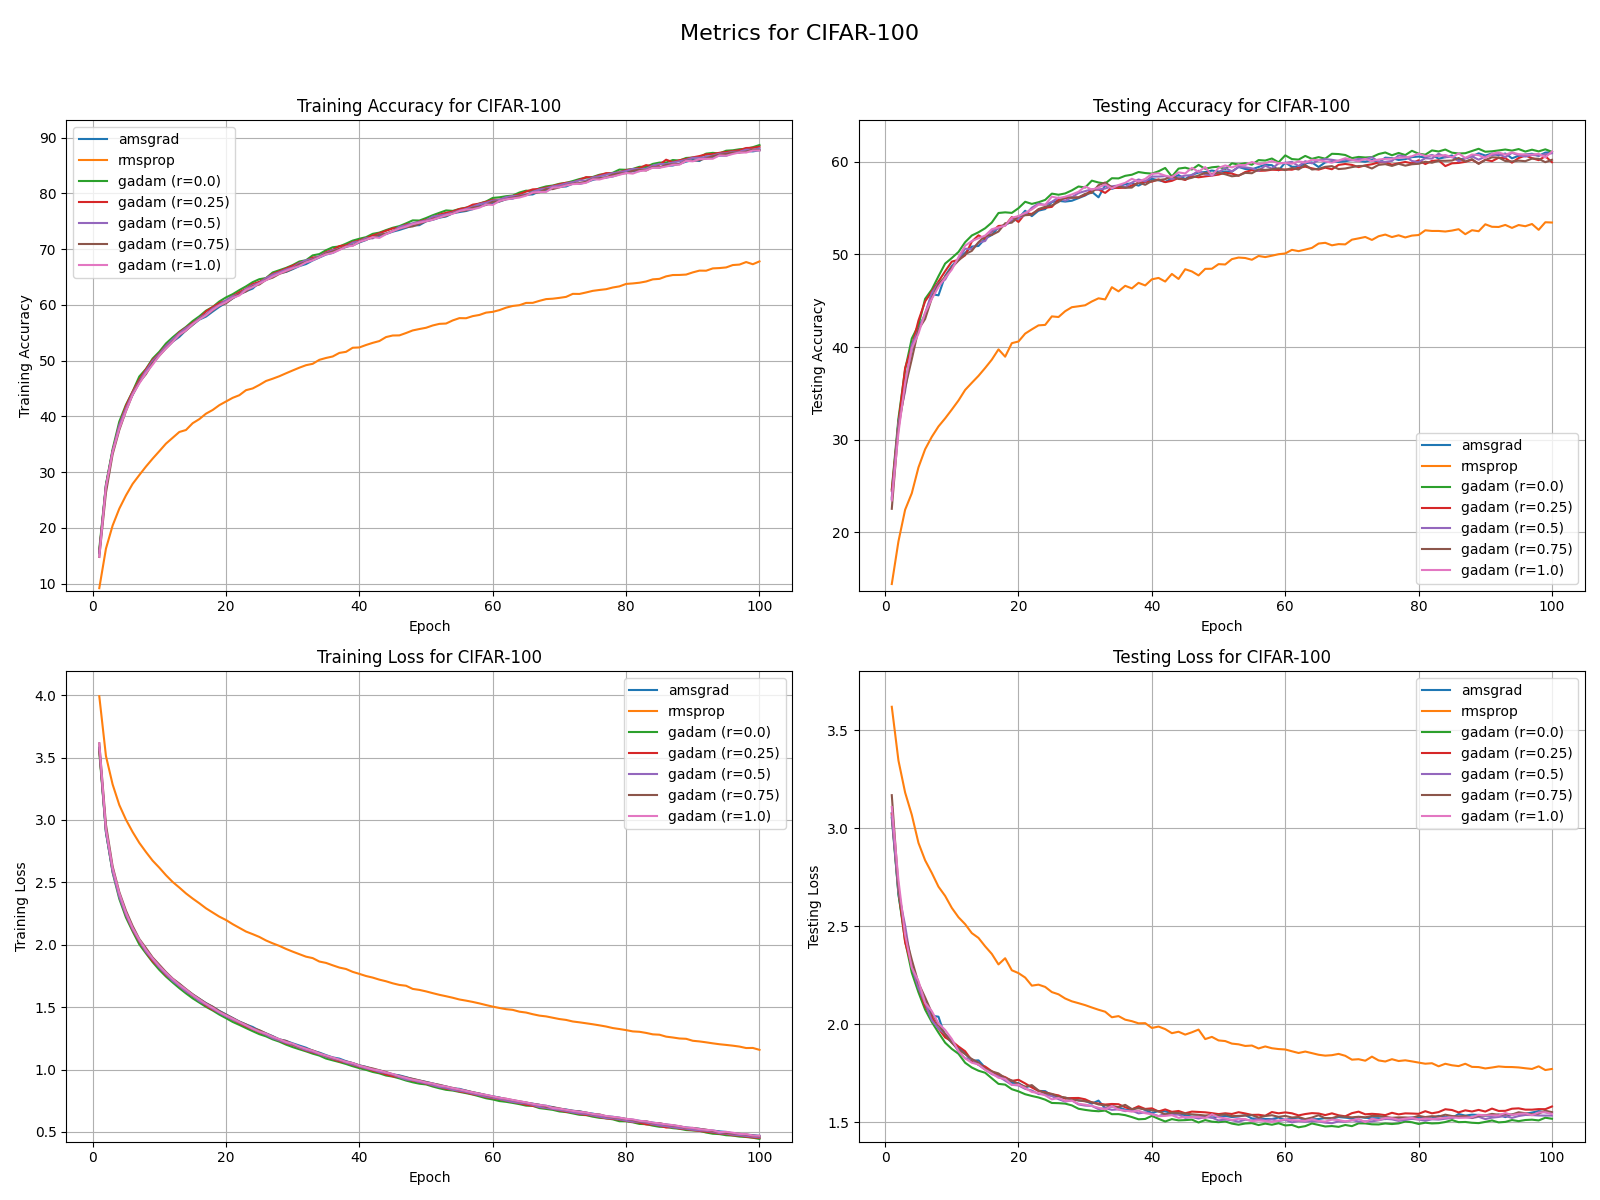 Metrics for CIFAR-100
Training Accuracy for CIFAR-100
Training Accuracy
90
80
70
60
50
40
30
20
10
amsgrad
rmsprop
gadam (r=0.0)
gadam (r=0.25)
gadam (r=0.5)
gadam (r=0.75)
gadam (r=1.0)
0 20 40 60 80 100
Epoch
Testing Accuracy for CIFAR-100
Testing Accuracy
60
50
40
30
20
amsgrad
rmsprop
gadam (r=0.0)
gadam (r=0.25)
gadam (r=0.5)
gadam (r=0.75)
gadam (r=1.0)
0 20 40 60 80 100
Epoch
Training Loss for CIFAR-100
Training Loss
4.0
3.5
3.0
2.5
2.0
1.5
1.0
0.5
amsgrad
rmsprop
gadam (r=0.0)
gadam (r=0.25)
gadam (r=0.5)
gadam (r=0.75)
gadam (r=1.0)
0 20 40 60 80 100
Epoch
Testing Loss for CIFAR-100
Testing Loss
3.5
3.0
2.5
2.0
1.5
amsgrad
rmsprop
gadam (r=0.0)
gadam (r=0.25)
gadam (r=0.5)
gadam (r=0.75)
gadam (r=1.0)
0 20 40 60 80 100
Epoch